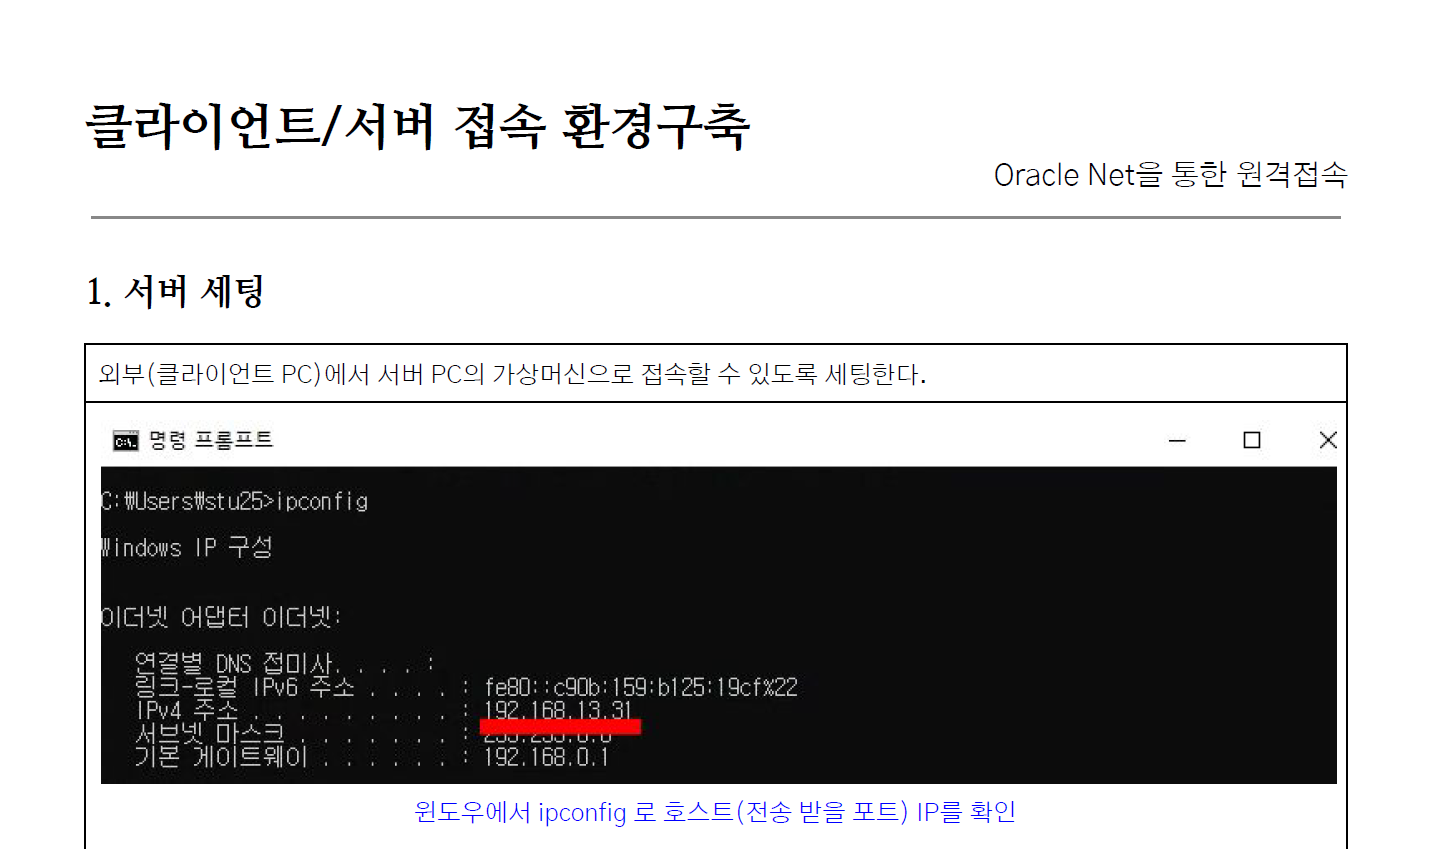 클라이언트/서버 접속 환경구축
Oracle Net을 통한 원격접속
1. 서버 세팅
외부(클라이언트 PC)에서 서버 PC의 가상머신으로 접속할 수 있도록 세팅한다.
명령 프롬프트
C:₩Users₩stu25>ipconfig
Windows IP 구성
이더넷 어댑터 이더넷:
연결별 DNS 접미사. . . . :
링크-로컬 IPv6 주소 . . . . : fe80::c90b:159:b125:19cf%22
IPv4 주소 . . . . . . . . . : 192.168.13.31
서브넷 마스크 . . . . . . . :
기본 게이트웨이 . . . . . . : 192.168.0.1
윈도우에서 ipconfig 로 호스트(전송 받을 포트) IP를 확인